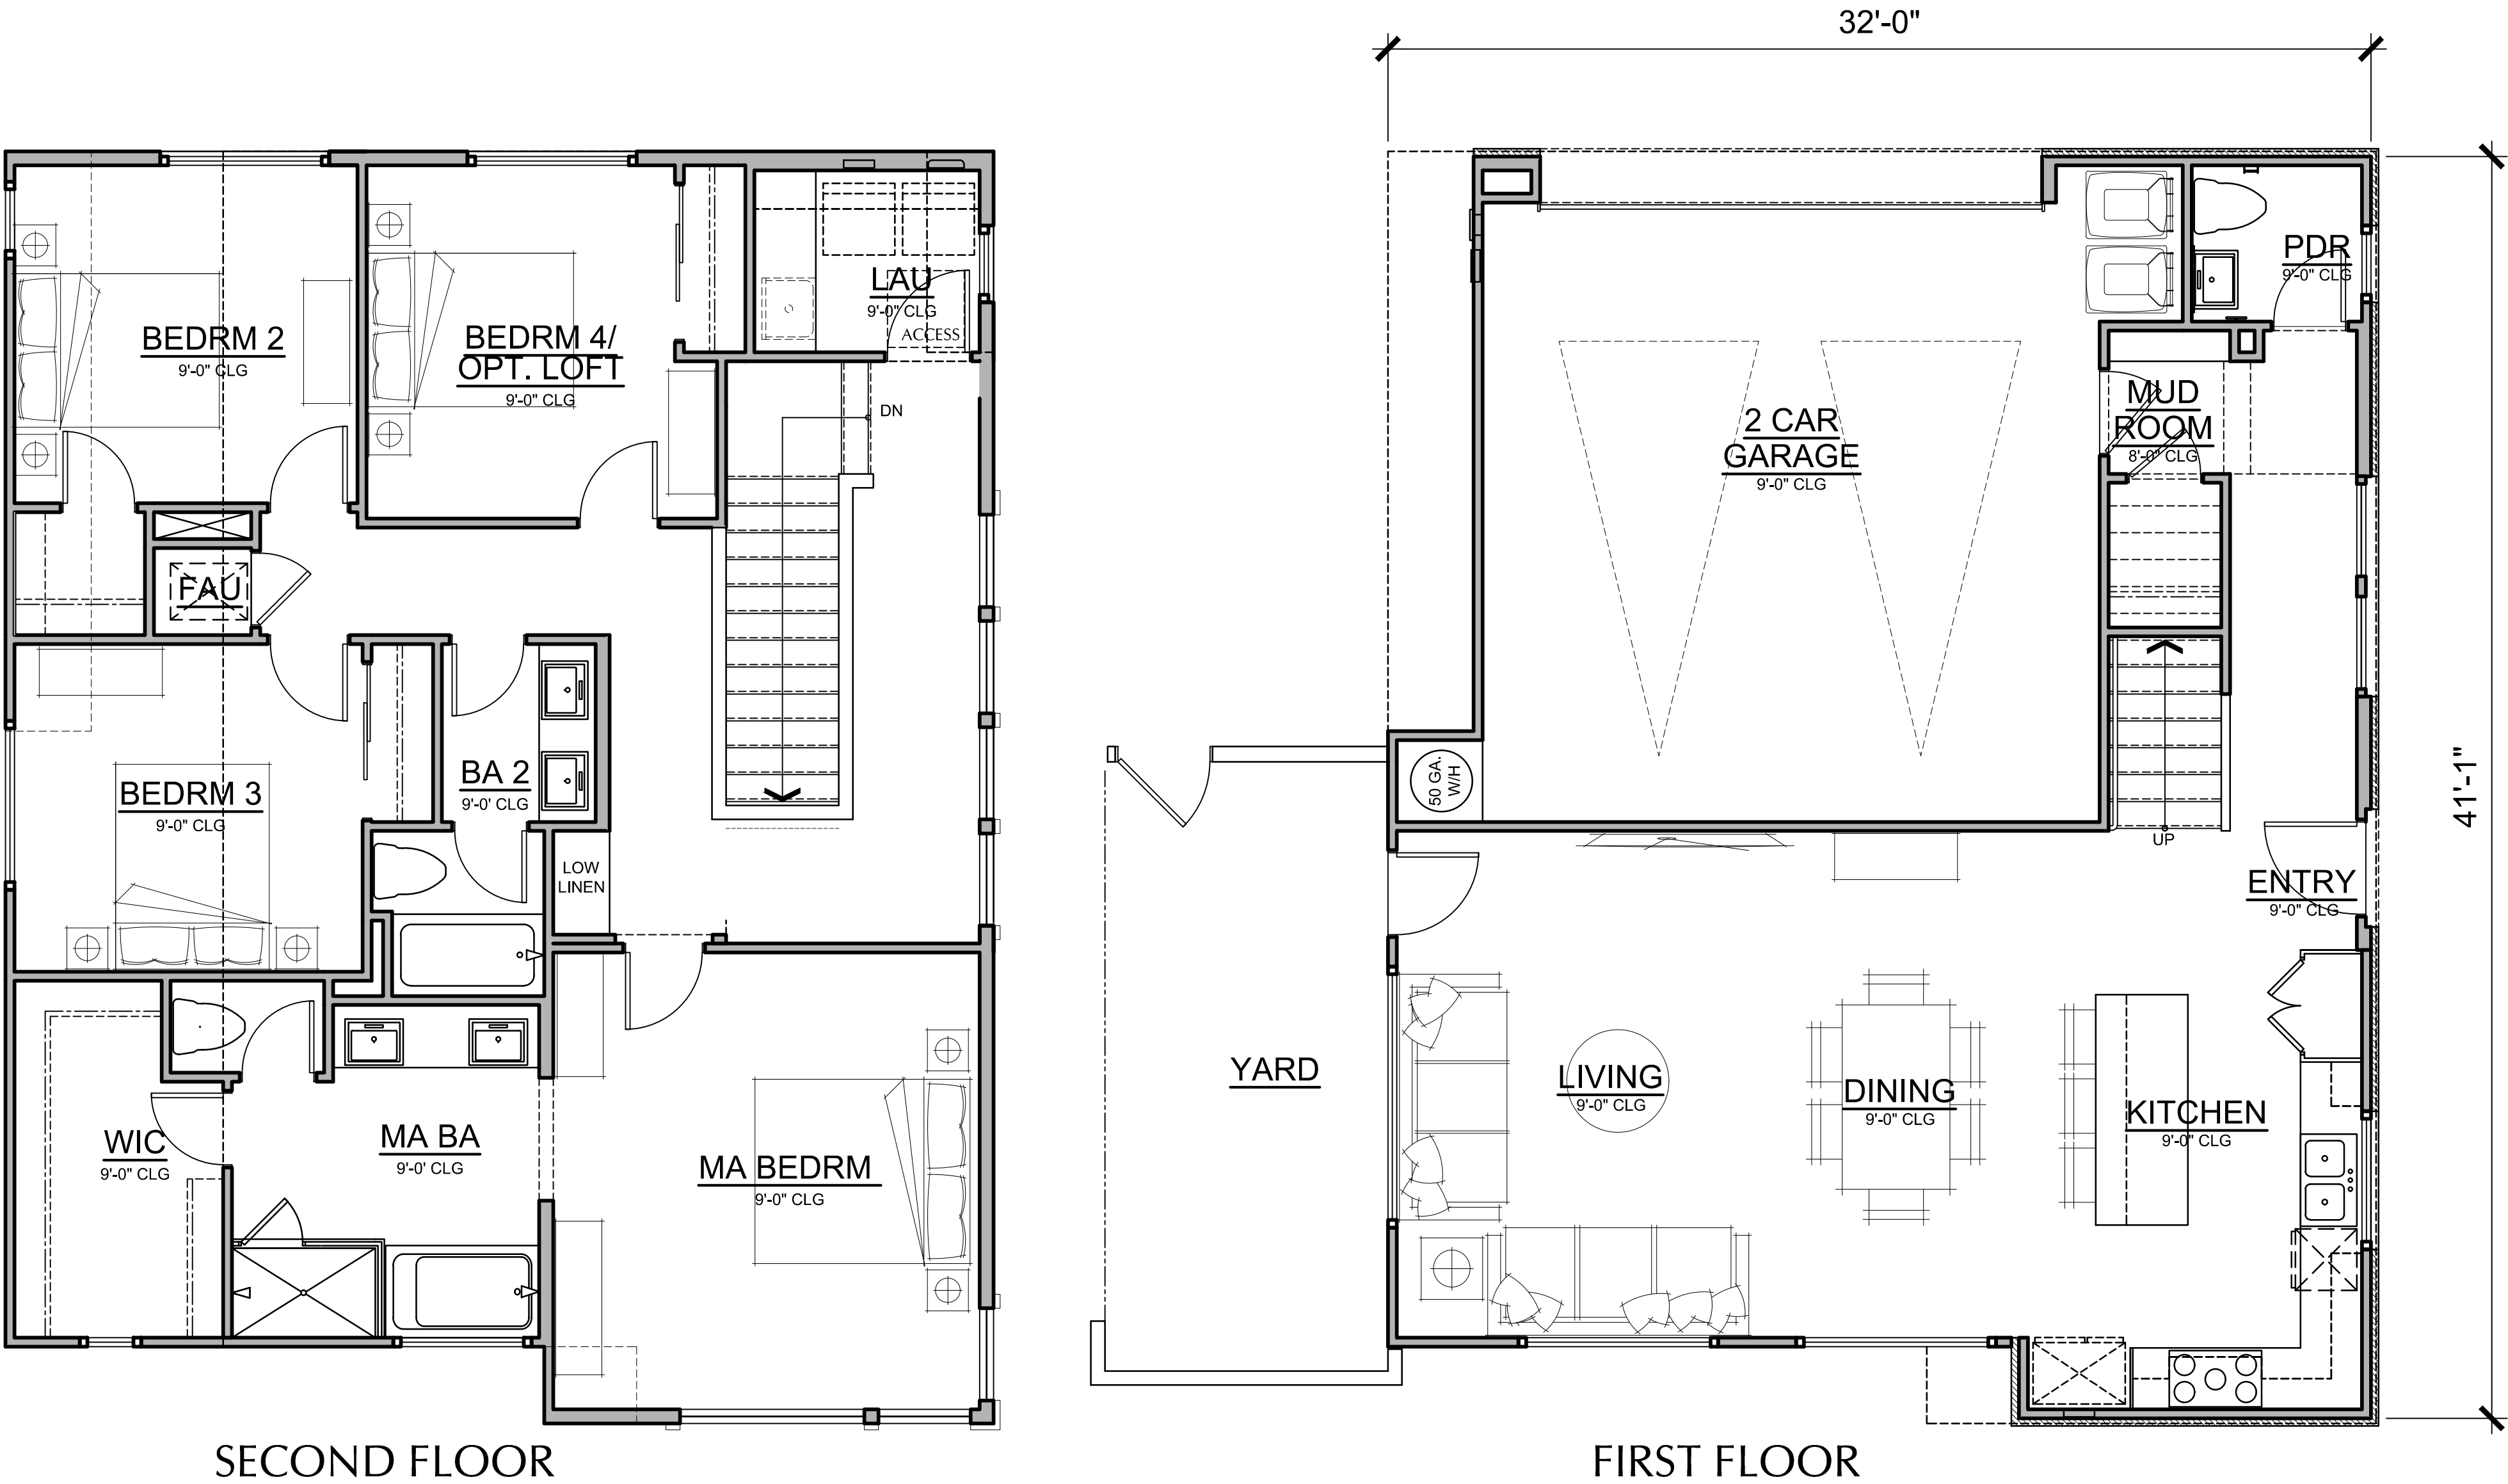 32'-0"
BEDRM 2
9'-0" CLG
BEDRM 4/
OPT. LOFT
9'-0" CLG
LAU
9'-0" CLG
ACCESS
DN
FAU
BEDRM 3
9'-0" CLG
BA 2
9'-0' CLG
LOW
LINEN
WIC
9'-0" CLG
MA BA
9'-0' CLG
MA BEDRM
9'-0" CLG
SECOND FLOOR
PDR
9'-0" CLG
MUD
ROOM
8'-0" CLG
2 CAR
GARAGE
9'-0" CLG
50 GA.
W/H
UP
ENTRY
9'-0" CLG
YARD
LIVING
9'-0" CLG
DINING
9'-0" CLG
KITCHEN
9'-0" CLG
41'-1"
FIRST FLOOR